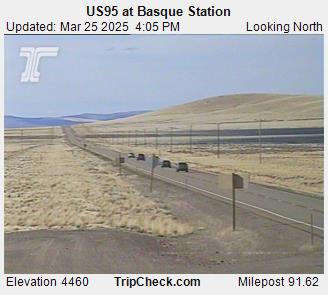 US95 at Basque Station
Updated: Mar 25 2025 4:05 PM Looking North
Elevation 4460 TripCheck.com Milepost 91.62